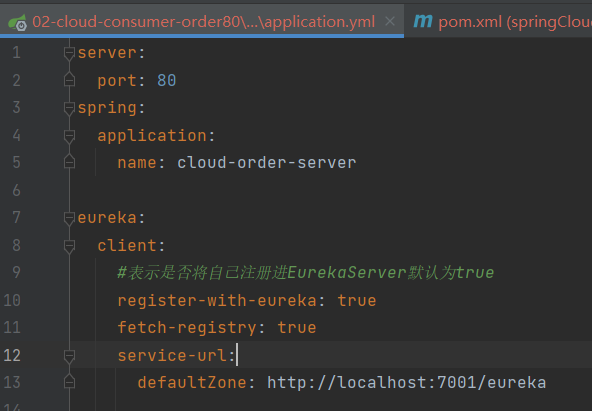 02-cloud-consumer-order80\...\application.yml × m pom.xml (springClou
1 server:
2 port: 80
3 spring:
4 application:
5 name: cloud-order-server
6
7 eureka:
8 client:
9 #表示是否将自己注册进EurekaServer默认为true
10 register-with-eureka: true
11 fetch-registry: true
12 service-url:
13 defaultZone: http://localhost:7001/eureka